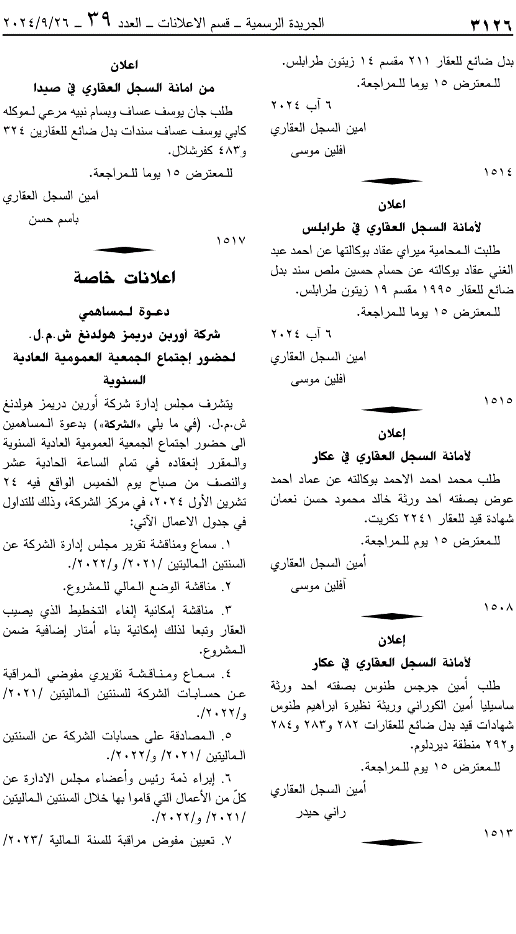 ٣١٢٦
الجريدة الرسمية ــ قسم الاعلانات ــ العدد ٣٩ ــ ٢٠٢٤/٩/٢٦
بدل ضائع للعقار ٢١١ مقسم ١٤ زيتون طرابلس.
للمعترض ١٥ يوما للمراجعة.
٦ آب ٢٠٢٤
امين السجل العقاري
افلين موسى
١٥١٤
اعلان
لأمانة السجل العقاري في طرابلس
طلبت المحامية ميراي عقاد بوكالتها عن احمد عبد
الغني عقاد بوكالته عن حسام حسين ملص سند بدل
ضائع للعقار ١٩٩٥ مقسم ١٩ زيتون طرابلس.
للمعترض ١٥ يوما للمراجعة.
٦ آب ٢٠٢٤
امين السجل العقاري
افلين موسى
١٥١٥
إعلان
لأمانة السجل العقاري في عكار
طلب محمد احمد الاحمد بوكالته عن عماد احمد
عوض بصفته احد ورثة خالد محمود حسن نعمان
شهادة قيد للعقار ٢٢٤١ تكريت.
للمعترض ١٥ يوم للمراجعة.
أمين السجل العقاري
آفلين موسى
١٥٠٨
إعلان
لأمانة السجل العقاري في عكار
طلب أمين جرجس طنوس بصفته احد ورثة
ساسيليا أمين الكوراني وريثة نظيرة ابراهيم طنوس
شهادات قيد بدل ضائع للعقارات ٢٨٢ و٢٨٣ و٢٨٤
و٢٩٢ منطقة ديردلوم.
للمعترض ١٥ يوم للمراجعة.
أمين السجل العقاري
راني حيدر
١٥١٣
اعلان
من امانة السجل العقاري في صيدا
طلب جان يوسف عساف وبسام نبيه مرعي لموكله
كابي يوسف عساف سندات بدل ضائع للعقارين ٣٢٤
و٤٨٣ كفرشلال.
للمعترض ١٥ يوما للمراجعة.
امين السجل العقاري
باسم حسن
١٥١٧
اعلانات خاصة
دعوة لمساهمي
شركة أوربن دريمز هولدنغ ش.م.ل.
لحضور إجتماع الجمعية العمومية العادية
السنوية
يتشرف مجلس إدارة شركة أوربن دريمز هولدنغ
ش.م.ل. (في ما يلي «الشركة») بدعوة المساهمين
الى حضور اجتماع الجمعية العمومية العادية السنوية
والمقرر إنعقاده في تمام الساعة الحادية عشر
والنصف من صباح يوم الخميس الواقع فيه ٢٤
تشرين الأول ٢٠٢٤، في مركز الشركة، وذلك للتداول
في جدول الاعمال الآتي:
١. سماع ومناقشة تقرير مجلس إدارة الشركة عن
السنتين الماليتين /٢٠٢١/ و/٢٠٢٢/.
٢. مناقشة الوضع المالي للمشروع.
٣. مناقشة إمكانية إلغاء التخطيط الذي يصيب
العقار وتبعا لذلك إمكانية بناء أمتار إضافية ضمن
المشروع.
٤. سماع ومناقشة تقريري مفوضي المراقبة
عن حسابات الشركة للسنتين الماليتين /٢٠٢١/
و/٢٠٢٢/.
٥. المصادقة على حسابات الشركة عن السنتين
الماليتين /٢٠٢١/ و/٢٠٢٢/.
٦. إبراء ذمة رئيس وأعضاء مجلس الادارة عن
كلّ من الأعمال التي قاموا بها خلال السنتين الماليتين
/٢٠٢١/ و/٢٠٢٢/.
٧. تعيين مفوض مراقبة للسنة المالية /٢٠٢٣/